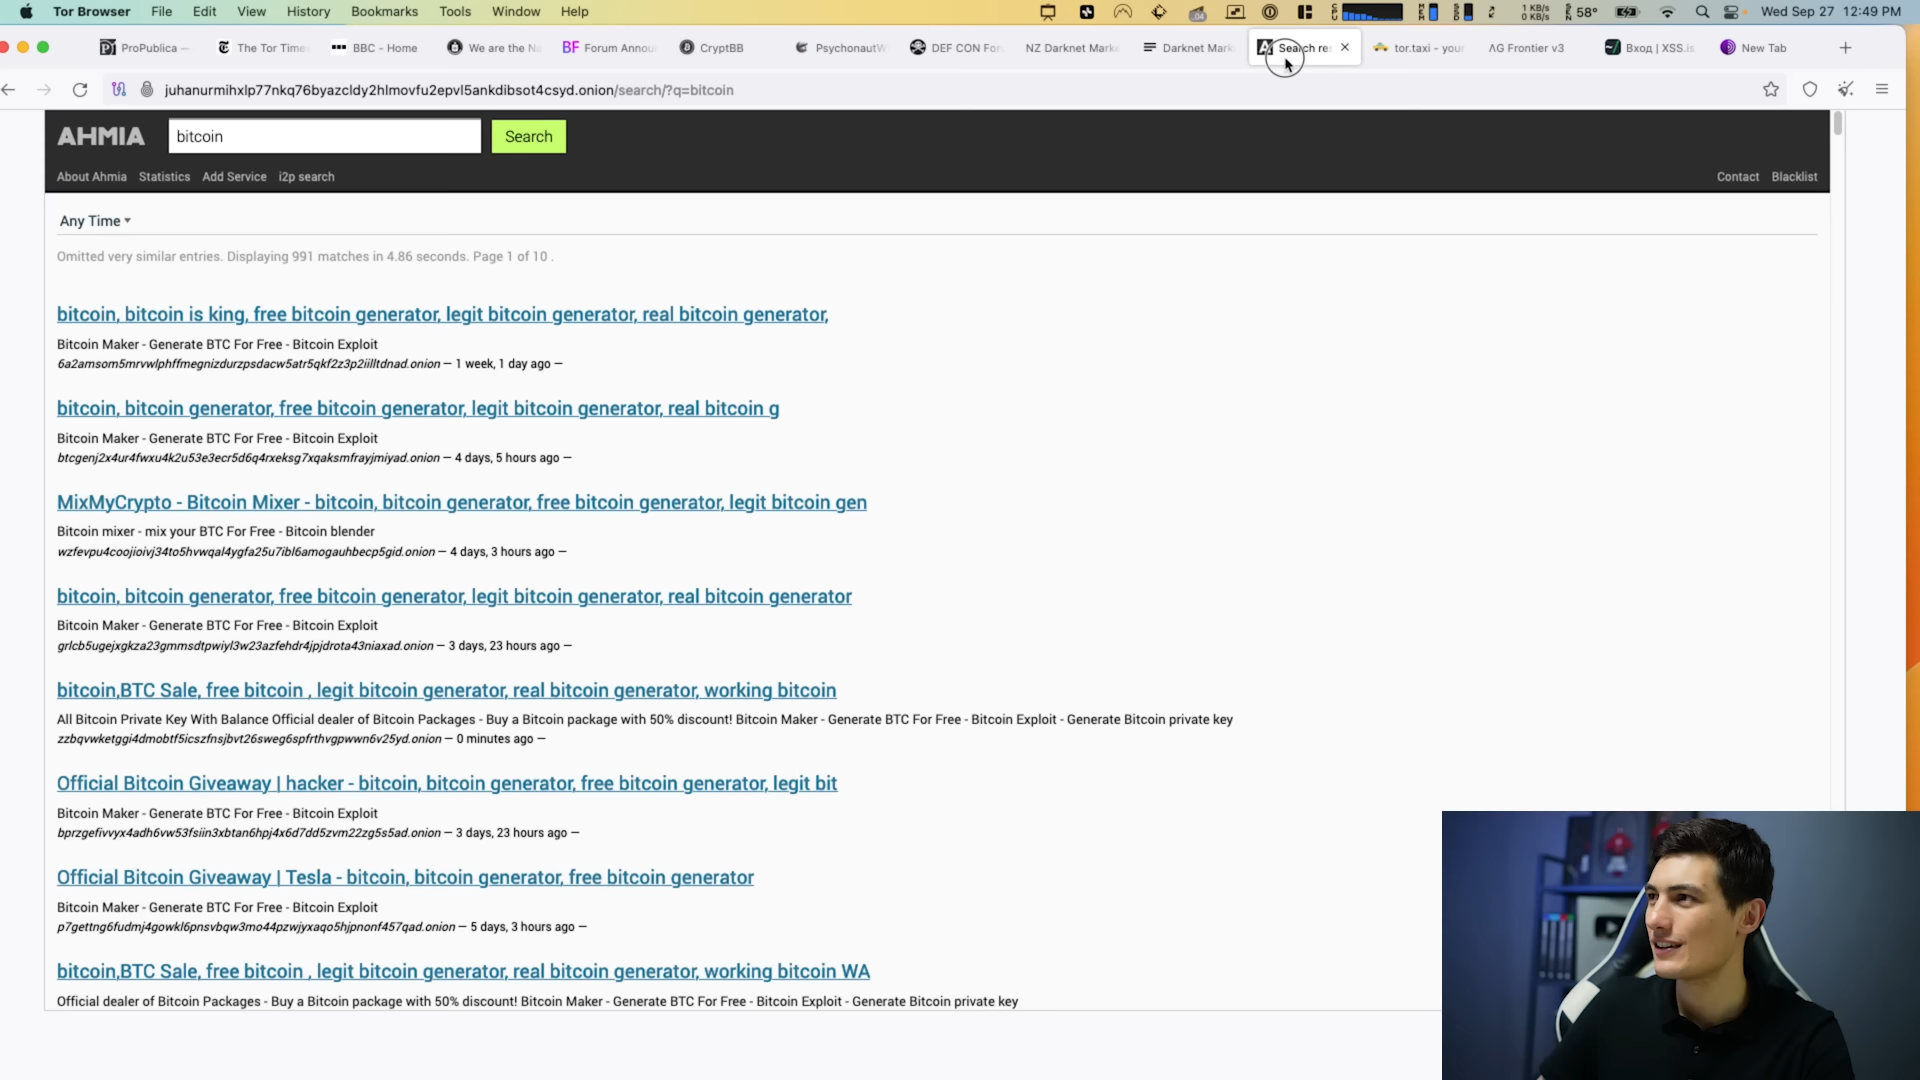 Tor Browser File Edit View History Bookmarks Tools Window Help 1 KB/s 0 KB/s 58° Wed Sep 27 12:49 PM
ProPublica — The Tor Times BBC - Home We are the Na BF Forum Annou CryptBB PsychonautW DEF CON For NZ Darknet Mark Darknet Mark Search re tor.taxi - your ΛG Frontier v3 Вход | XSS.is New Tab
juhanurmihxlp77nkq76byazcldy2hlmovfu2epvl5ankdibsot4csyd.onion/search/?q=bitcoin
AHMIA bitcoin Search
About Ahmia Statistics Add Service i2p search Contact Blacklist
Any Time
Omitted very similar entries. Displaying 991 matches in 4.86 seconds. Page 1 of 10 .
bitcoin, bitcoin is king, free bitcoin generator, legit bitcoin generator, real bitcoin generator,
Bitcoin Maker - Generate BTC For Free - Bitcoin Exploit
6a2amsom5mrvwlphffmegnizdurzpsdacw5atr5qkf2z3p2iilltdnad.onion — 1 week, 1 day ago —
bitcoin, bitcoin generator, free bitcoin generator, legit bitcoin generator, real bitcoin g
Bitcoin Maker - Generate BTC For Free - Bitcoin Exploit
btcgenj2x4ur4fwxu4k2u53e3ecr5d6q4rxeksg7xqaksmfrayjmiyad.onion — 4 days, 5 hours ago —
MixMyCrypto - Bitcoin Mixer - bitcoin, bitcoin generator, free bitcoin generator, legit bitcoin gen
Bitcoin mixer - mix your BTC For Free - Bitcoin blender
wzfevpu4coojioivj34to5hvwqal4ygfa25u7ibl6amogauhbecp5gid.onion — 4 days, 3 hours ago —
bitcoin, bitcoin generator, free bitcoin generator, legit bitcoin generator, real bitcoin generator
Bitcoin Maker - Generate BTC For Free - Bitcoin Exploit
grlcb5ugejxgkza23gmmsdtpwiyl3w23azfehdr4jpjdrota43niaxad.onion — 3 days, 23 hours ago —
bitcoin,BTC Sale, free bitcoin , legit bitcoin generator, real bitcoin generator, working bitcoin
All Bitcoin Private Key With Balance Official dealer of Bitcoin Packages - Buy a Bitcoin package with 50% discount! Bitcoin Maker - Generate BTC For Free - Bitcoin Exploit - Generate Bitcoin private key
zzbqvwketggi4dmobtf5icszfnsjbvt26sweg6spfrthvgpwwn6v25yd.onion — 0 minutes ago —
Official Bitcoin Giveaway | hacker - bitcoin, bitcoin generator, free bitcoin generator, legit bit
Bitcoin Maker - Generate BTC For Free - Bitcoin Exploit
bprzgefivvyx4adh6vw53fsiin3xbtan6hpj4x6d7dd5zvm22zg5s5ad.onion — 3 days, 23 hours ago —
Official Bitcoin Giveaway | Tesla - bitcoin, bitcoin generator, free bitcoin generator
Bitcoin Maker - Generate BTC For Free - Bitcoin Exploit
p7gettng6fudmj4gowkl6pnsvbqw3mo44pzwjyxaqo5hjpnonf457qad.onion — 5 days, 3 hours ago —
bitcoin,BTC Sale, free bitcoin , legit bitcoin generator, real bitcoin generator, working bitcoin WA
Official dealer of Bitcoin Packages - Buy a Bitcoin package with 50% discount! Bitcoin Maker - Generate BTC For Free - Bitcoin Exploit - Generate Bitcoin private key